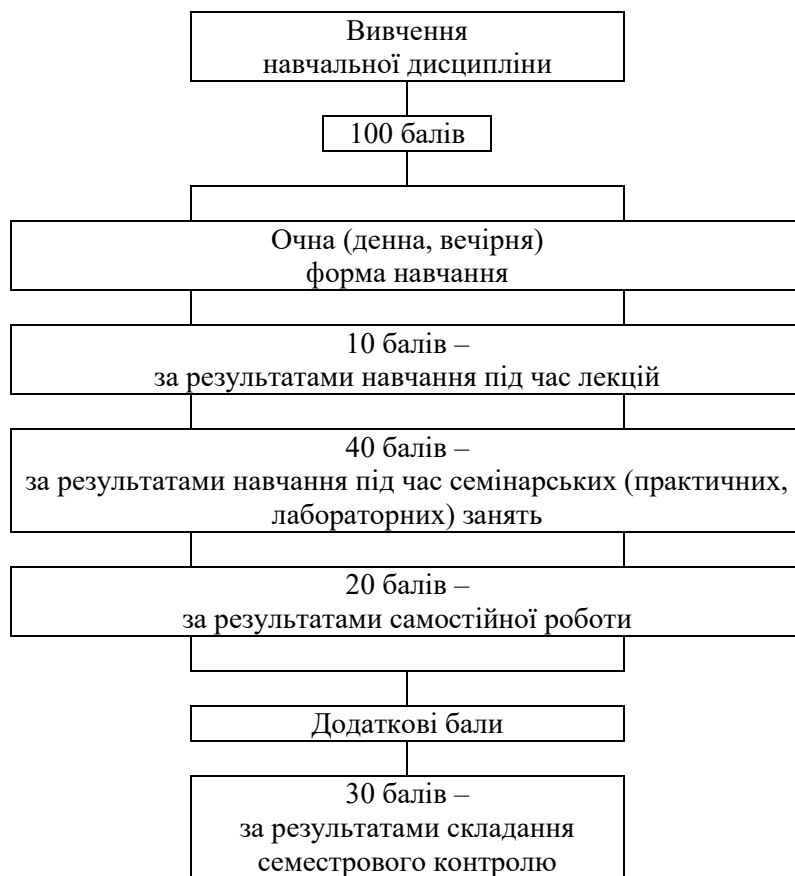 Вивчення
навчальної дисципліни
100 балів
Очна (денна, вечірня)
форма навчання
10 балів –
за результатами навчання під час лекцій
40 балів –
за результатами навчання під час семінарських (практичних,
лабораторних) занять
20 балів –
за результатами самостійної роботи
Додаткові бали
30 балів –
за результатами складання
семестрового контролю